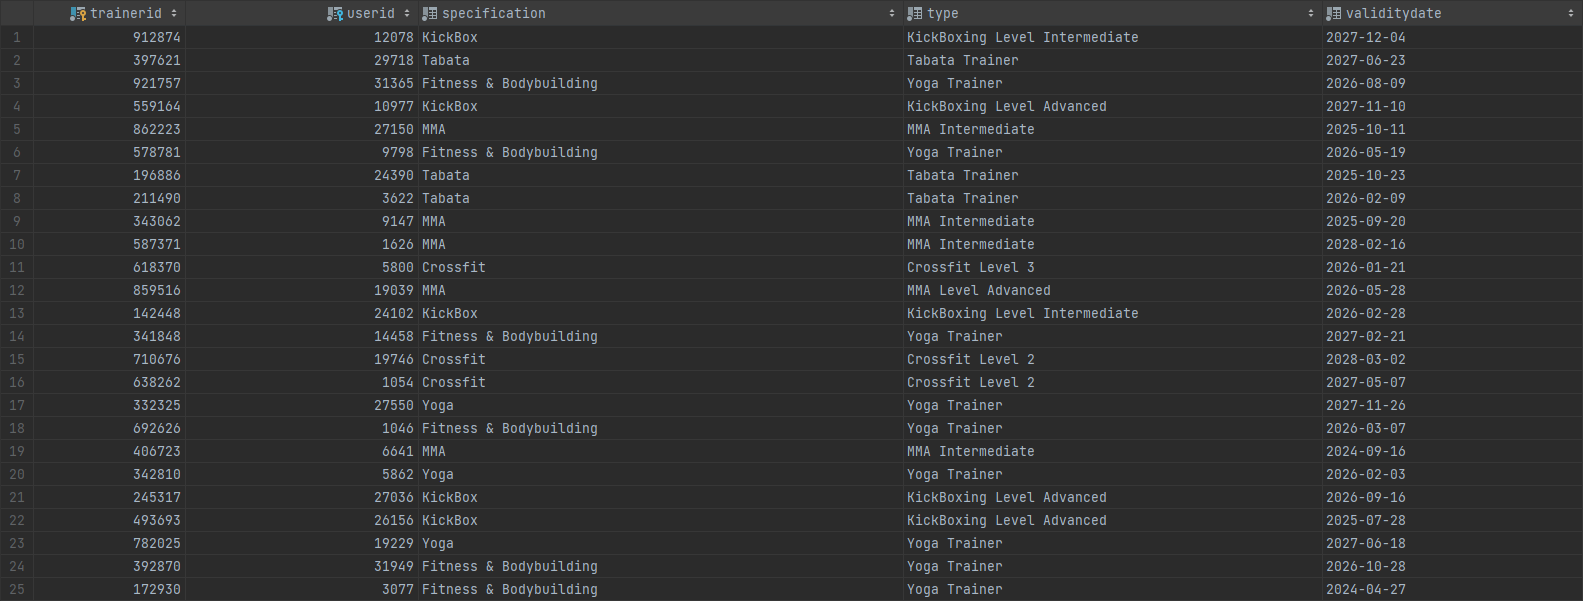 trainerid userid specification type validitydate
1 912874 12078 KickBox KickBoxing Level Intermediate 2027-12-04
2 397621 29718 Tabata Tabata Trainer 2027-06-23
3 921757 31365 Fitness & Bodybuilding Yoga Trainer 2026-08-09
4 559164 10977 KickBox KickBoxing Level Advanced 2027-11-10
5 862223 27150 MMA MMA Intermediate 2025-10-11
6 578781 9798 Fitness & Bodybuilding Yoga Trainer 2026-05-19
7 196886 24390 Tabata Tabata Trainer 2025-10-23
8 211490 3622 Tabata Tabata Trainer 2026-02-09
9 343062 9147 MMA MMA Intermediate 2025-09-20
10 587371 1626 MMA MMA Intermediate 2028-02-16
11 618370 5800 Crossfit Crossfit Level 3 2026-01-21
12 859516 19039 MMA MMA Level Advanced 2026-05-28
13 142448 24102 KickBox KickBoxing Level Intermediate 2026-02-28
14 341848 14458 Fitness & Bodybuilding Yoga Trainer 2027-02-21
15 710676 19746 Crossfit Crossfit Level 2 2028-03-02
16 638262 1054 Crossfit Crossfit Level 2 2027-05-07
17 332325 27550 Yoga Yoga Trainer 2027-11-26
18 692626 1046 Fitness & Bodybuilding Yoga Trainer 2026-03-07
19 406723 6641 MMA MMA Intermediate 2024-09-16
20 342810 5862 Yoga Yoga Trainer 2026-02-03
21 245317 27036 KickBox KickBoxing Level Advanced 2026-09-16
22 493693 26156 KickBox KickBoxing Level Advanced 2025-07-28
23 782025 19229 Yoga Yoga Trainer 2027-06-18
24 392870 31949 Fitness & Bodybuilding Yoga Trainer 2026-10-28
25 172930 3077 Fitness & Bodybuilding Yoga Trainer 2024-04-27